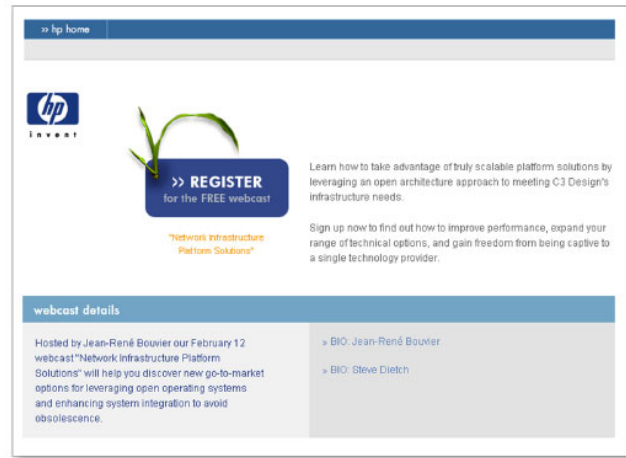 » hp home
hp
invent
» REGISTER
for the FREE webcast
"Network Infrastructure
Platform Solutions"
Learn how to take advantage of truly scalable platform solutions by
leveraging an open architecture approach to meeting C3 Design's
infrastructure needs.
Sign up now to find out how to improve performance, expand your
range of technical options, and gain freedom from being captive to
a single technology provider.
webcast details
Hosted by Jean-René Bouvier our February 12
webcast "Network Infrastructure Platform
Solutions" will help you discover new go-to-market
options for leveraging open operating systems
and enhancing system integration to avoid
obsolescence.
» BIO: Jean-René Bouvier
» BIO: Steve Dietch